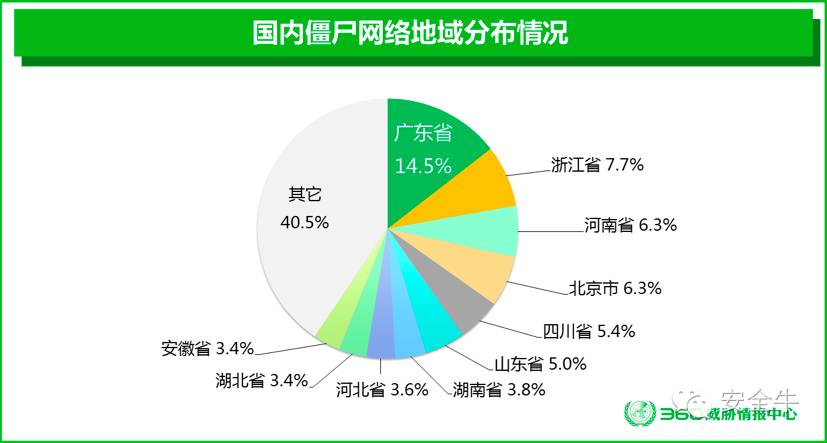 国内僵尸网络地域分布情况
广东省
14.5%
浙江省 7.7%
河南省 6.3%
北京市 6.3%
四川省 5.4%
山东省 5.0%
湖南省 3.8%
河北省 3.6%
湖北省 3.4%
安徽省 3.4%
其它
40.5%
安全牛
360威胁情报中心